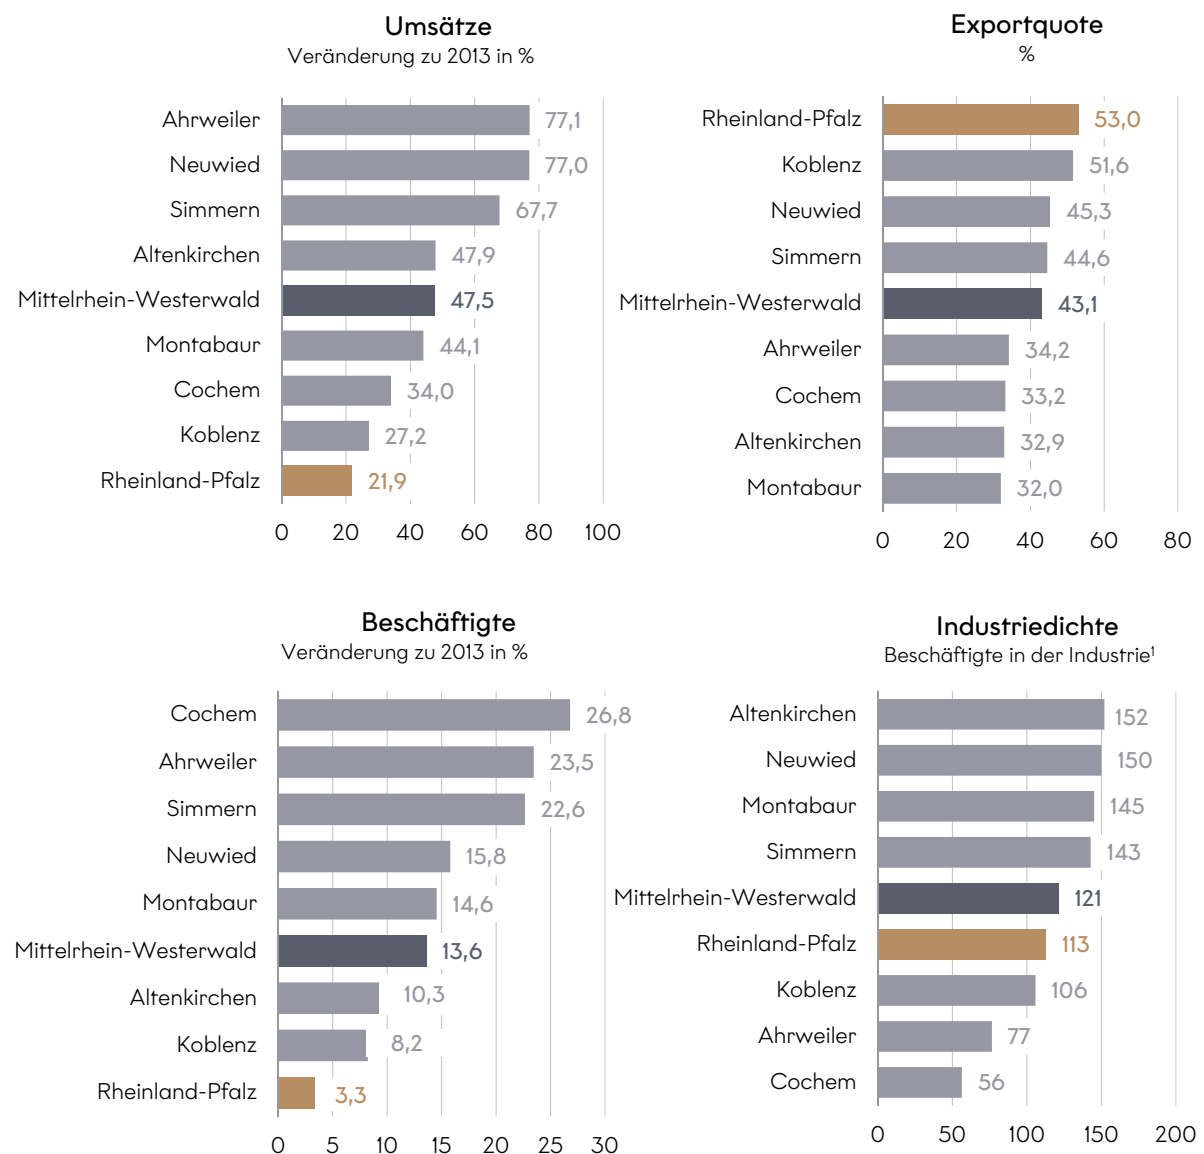 Umsätze
Veränderung zu 2013 in %
Ahrweiler 77,1
Neuwied 77,0
Simmern 67,7
Altenkirchen 47,9
Mittelrhein-Westerwald 47,5
Montabaur 44,1
Cochem 34,0
Koblenz 27,2
Rheinland-Pfalz 21,9
0 20 40 60 80 100
Exportquote
%
Rheinland-Pfalz 53,0
Koblenz 51,6
Neuwied 45,3
Simmern 44,6
Mittelrhein-Westerwald 43,1
Ahrweiler 34,2
Cochem 33,2
Altenkirchen 32,9
Montabaur 32,0
0 20 40 60 80
Beschäftigte
Veränderung zu 2013 in %
Cochem 26,8
Ahrweiler 23,5
Simmern 22,6
Neuwied 15,8
Montabaur 14,6
Mittelrhein-Westerwald 13,6
Altenkirchen 10,3
Koblenz 8,2
Rheinland-Pfalz 3,3
0 5 10 15 20 25 30
Industriedichte
Beschäftigte in der Industrie¹
Altenkirchen 152
Neuwied 150
Montabaur 145
Simmern 143
Mittelrhein-Westerwald 121
Rheinland-Pfalz 113
Koblenz 106
Ahrweiler 77
Cochem 56
0 50 100 150 200